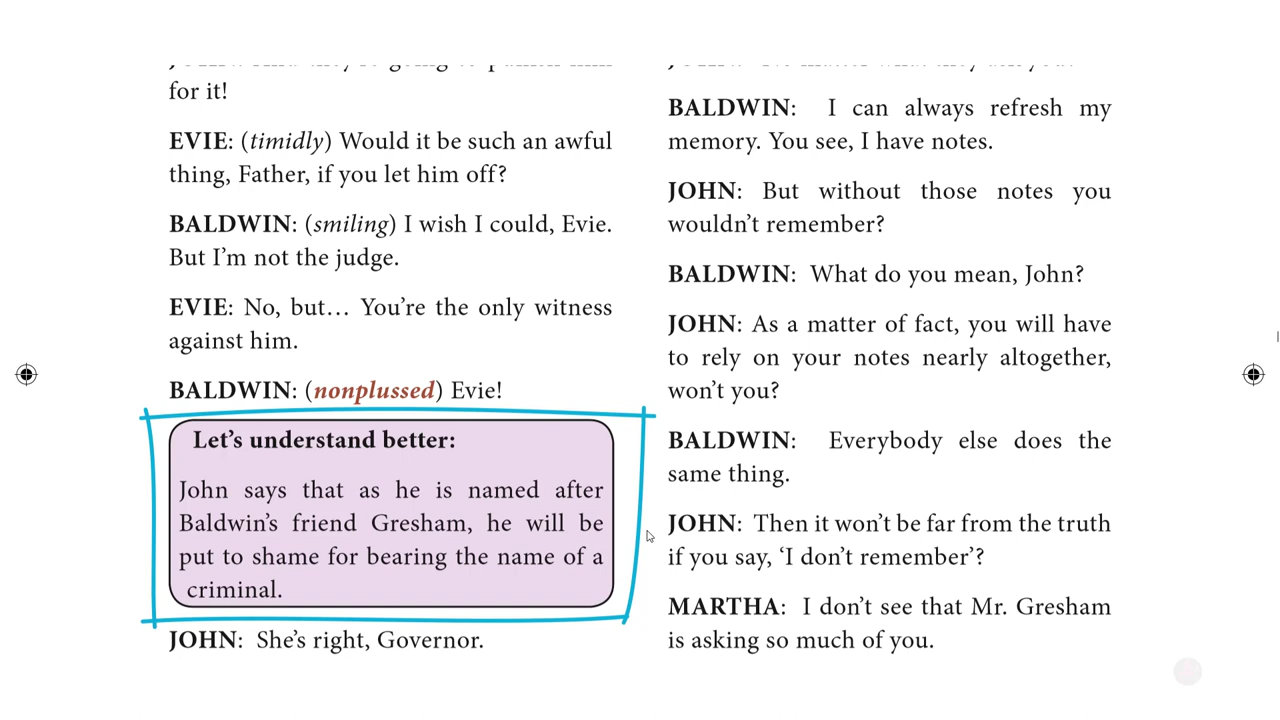 for it!
EVIE: (timidly) Would it be such an awful
thing, Father, if you let him off?
BALDWIN: (smiling) I wish I could, Evie.
But I'm not the judge.
EVIE: No, but… You're the only witness
against him.
BALDWIN: (nonplussed) Evie!
Let's understand better:
John says that as he is named after
Baldwin's friend Gresham, he will be
put to shame for bearing the name of a
criminal.
JOHN: She's right, Governor.
BALDWIN: I can always refresh my
memory. You see, I have notes.
JOHN: But without those notes you
wouldn't remember?
BALDWIN: What do you mean, John?
JOHN: As a matter of fact, you will have
to rely on your notes nearly altogether,
won't you?
BALDWIN: Everybody else does the
same thing.
JOHN: Then it won't be far from the truth
if you say, ‘I don't remember’?
MARTHA: I don't see that Mr. Gresham
is asking so much of you.